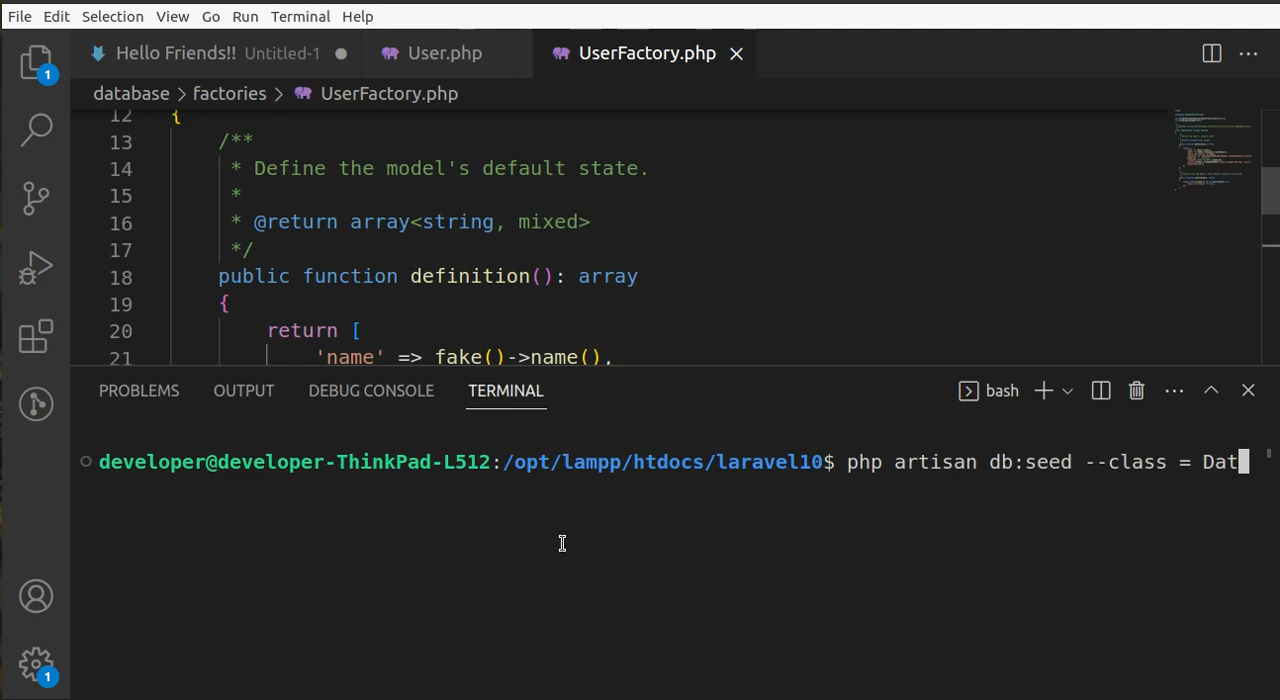 File Edit Selection View Go Run Terminal Help
Hello Friends!! Untitled-1 User.php UserFactory.php
database > factories > UserFactory.php
12 {
13 /**
14 * Define the model's default state.
15 *
16 * @return array<string, mixed>
17 */
18 public function definition(): array
19 {
20 return [
21 'name' => fake()->name(),
PROBLEMS OUTPUT DEBUG CONSOLE TERMINAL bash
developer@developer-ThinkPad-L512:/opt/lampp/htdocs/laravel10$ php artisan db:seed --class = Dat
1
1